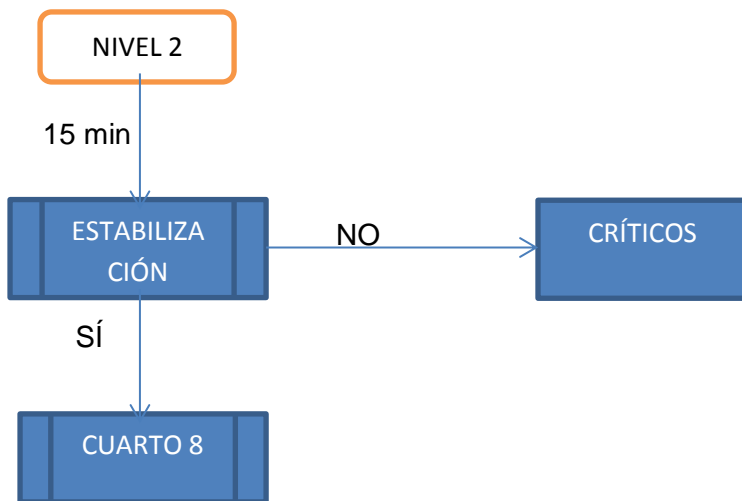 NIVEL 2
15 min
ESTABILIZA
CIÓN
NO
CRÍTICOS
SÍ
CUARTO 8